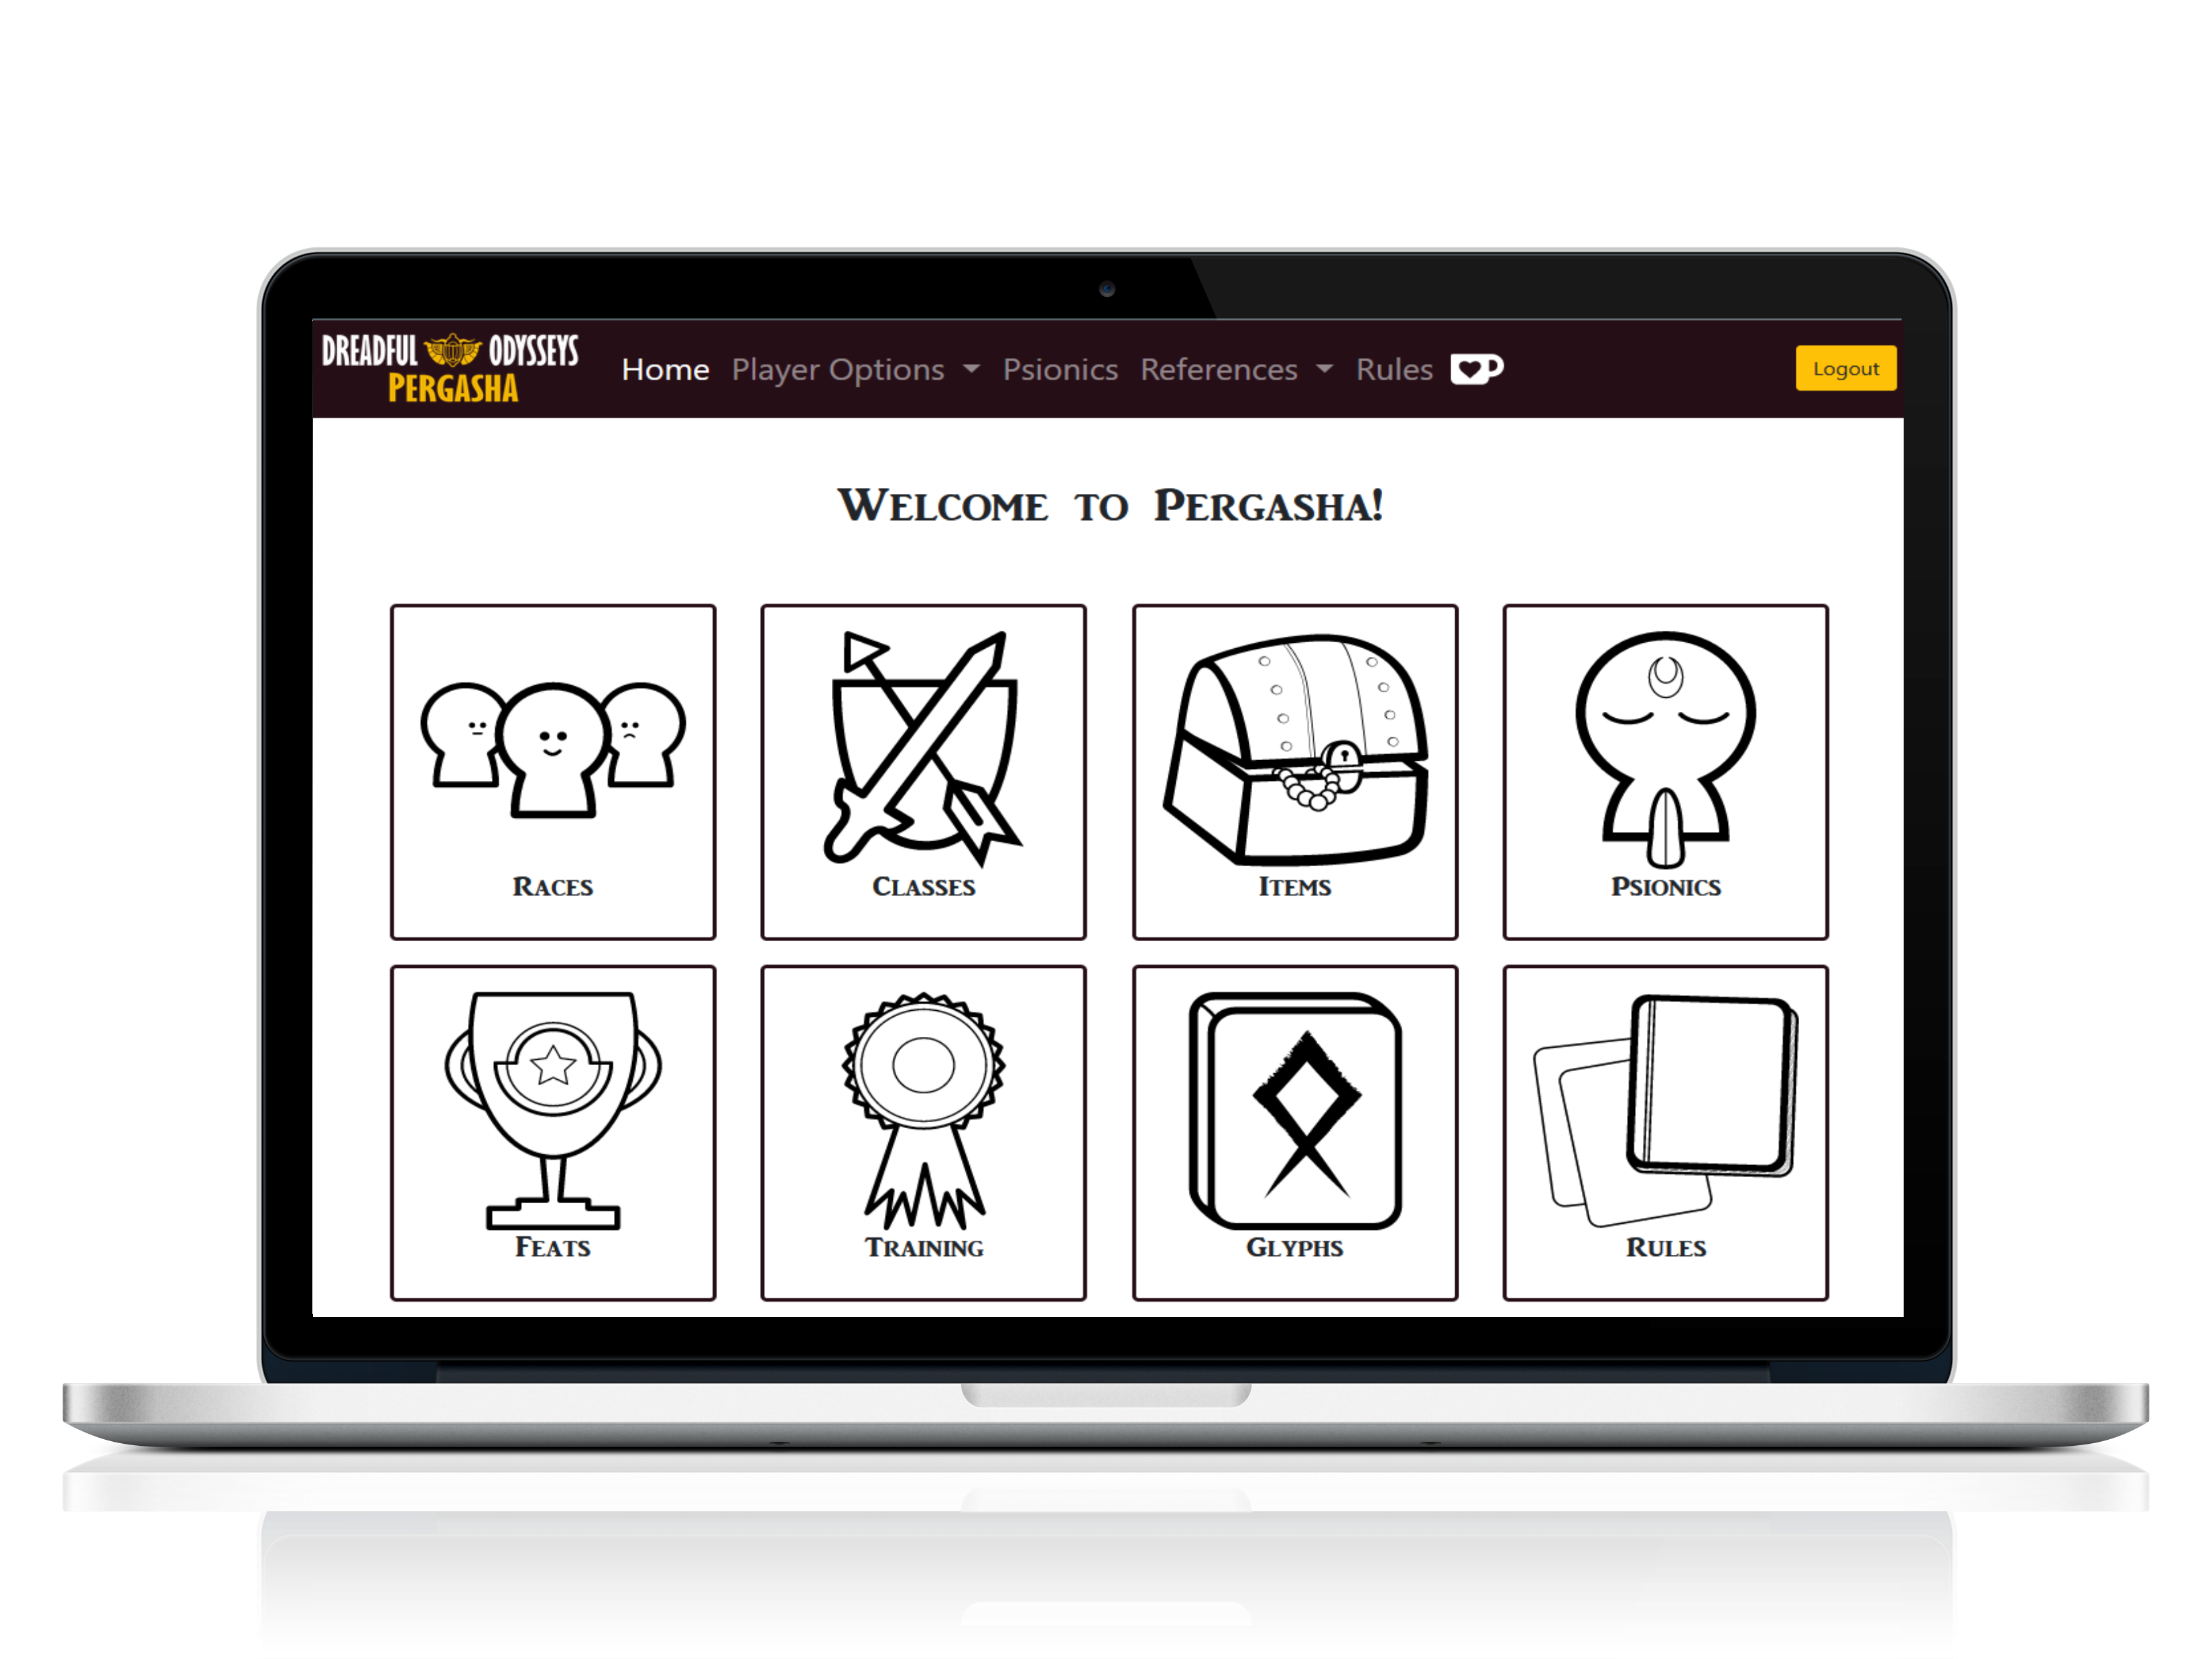 DREADFUL ODYSSEYS
PERGASHA
Home Player Options Psionics References Rules
Logout
Welcome to Pergasha!
Races
Classes
Items
Psionics
Feats
Training
Glyphs
Rules